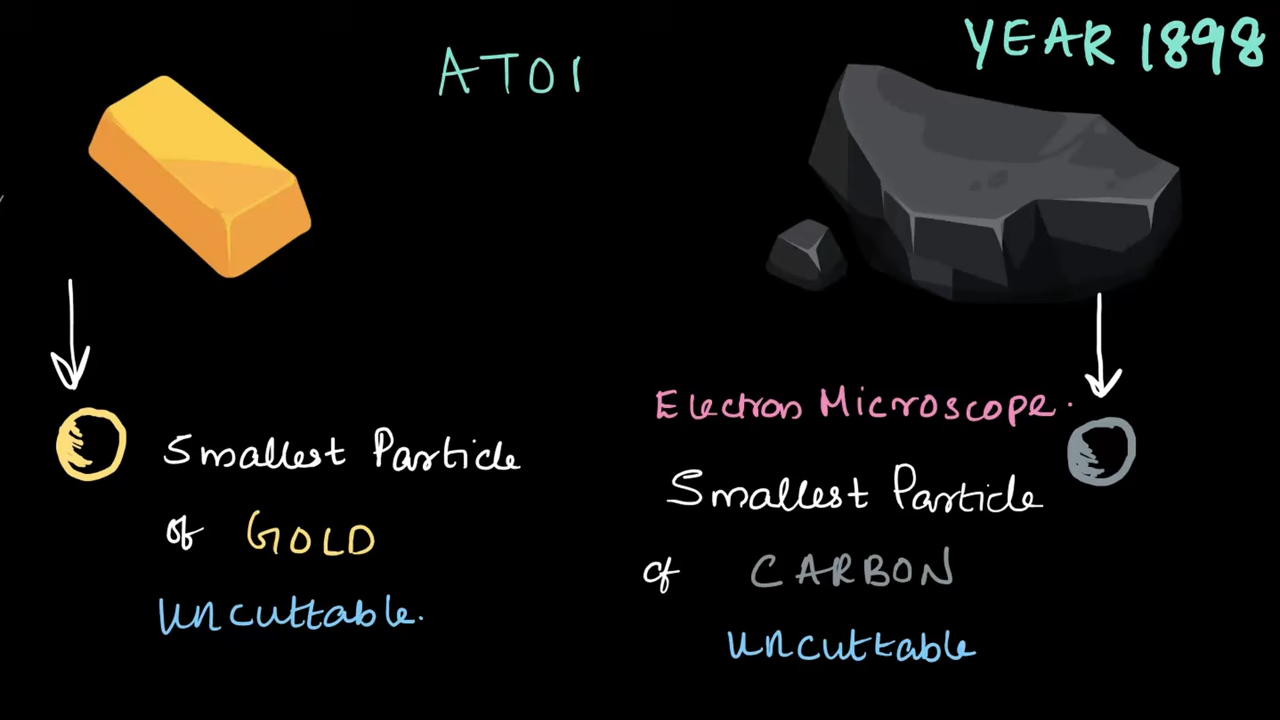 YEAR 1898
ATOI
Electron Microscope.
Smallest Particle
of GOLD
Uncuttable.
Smallest Particle
of CARBON
Uncuttable